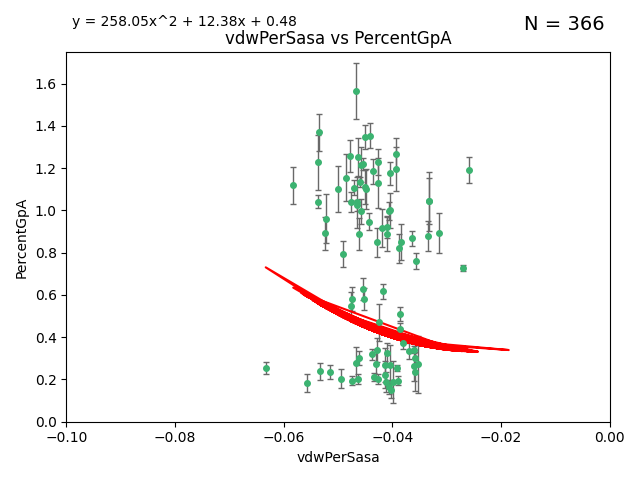 y = 258.05x^2 + 12.38x + 0.48
N = 366
vdwPerSasa vs PercentGpA
PercentGpA
1.6
1.4
1.2
1.0
0.8
0.6
0.4
0.2
0.0
−0.10 −0.08 −0.06 −0.04 −0.02 0.00
vdwPerSasa